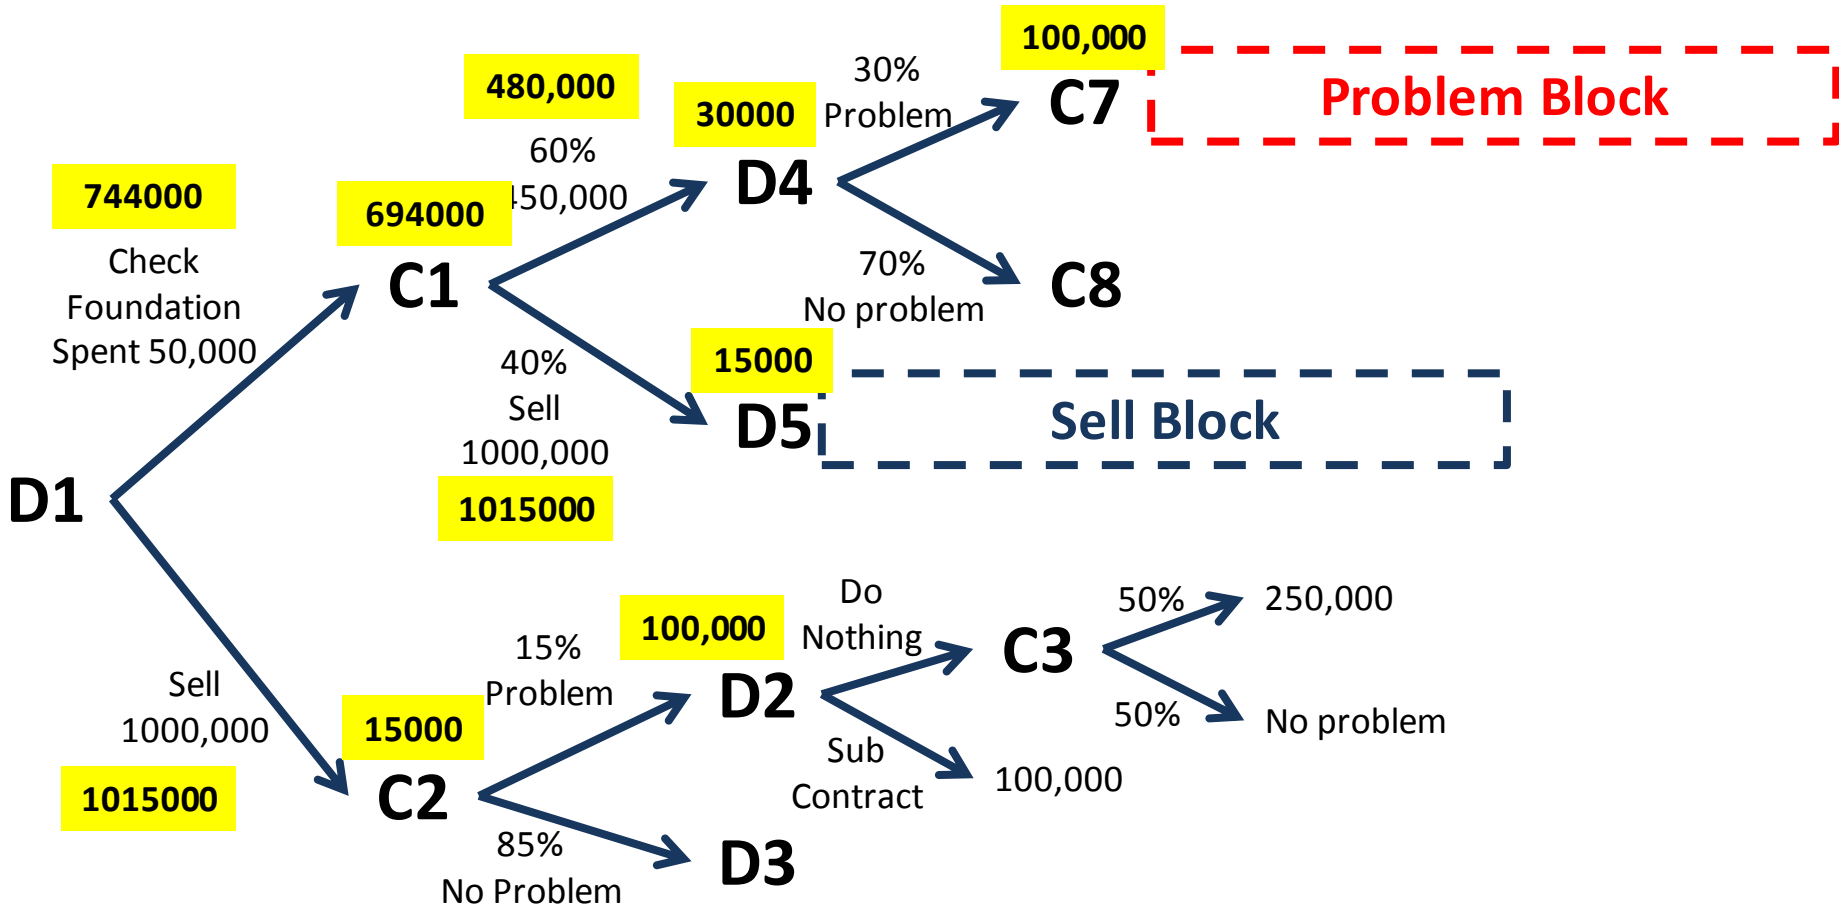 100,000
Problem Block
480,000
30%
Problem
C7
30000
60%
450,000
D4
744000
694000
Check
Foundation
Spent 50,000
C1
70%
No problem
C8
15000
40%
Sell
1000,000
D5
Sell Block
1015000
D1
Do
Nothing
50%
250,000
100,000
15%
Problem
C3
D2
50%
No problem
Sell
1000,000
15000
Sub
Contract
100,000
1015000
C2
85%
No Problem
D3